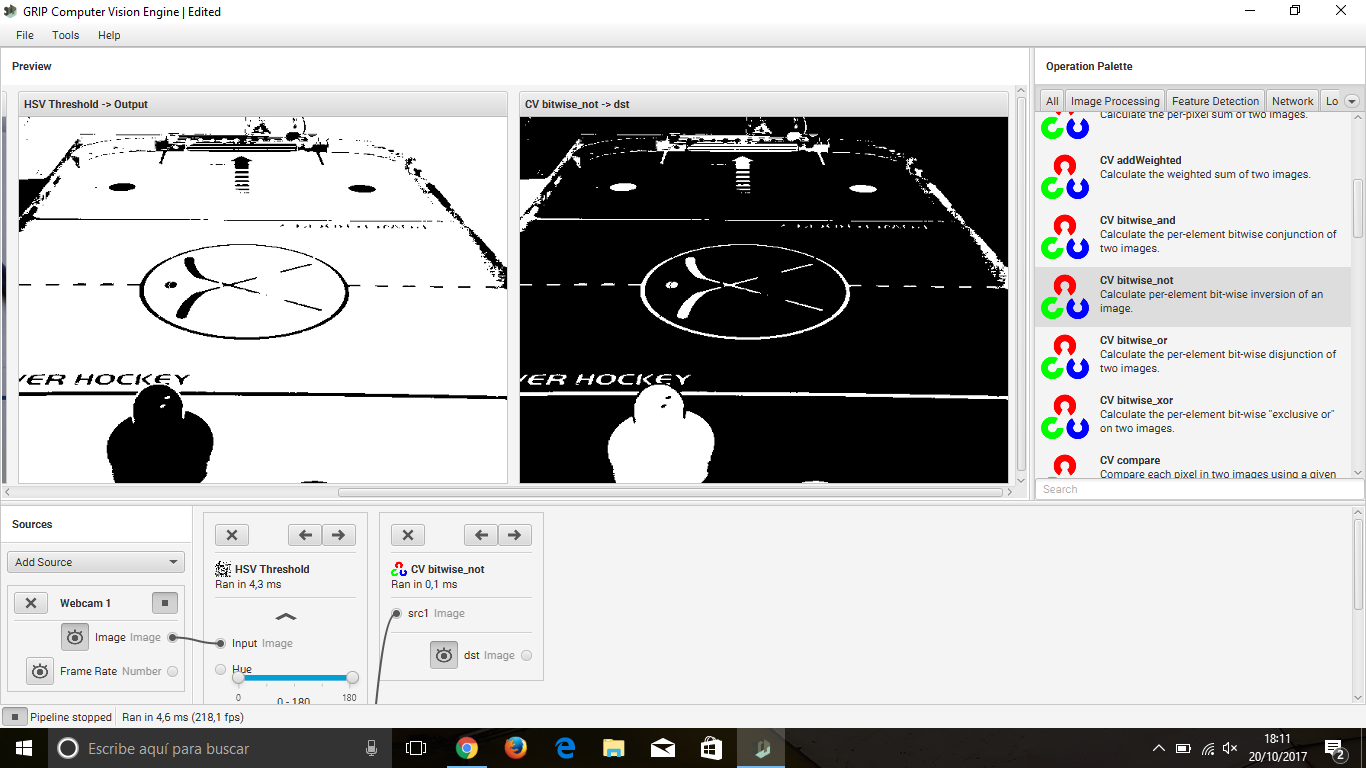 GRIP Computer Vision Engine | Edited
File Tools Help
Preview
HSV Threshold -> Output
CV bitwise_not -> dst
VER HOCKEY
VER HOCKEY
Operation Palette
All Image Processing Feature Detection Network Lo
Calculate the per-pixel sum of two images.
CV addWeighted
Calculate the weighted sum of two images.
CV bitwise_and
Calculate the per-element bitwise conjunction of
two images.
CV bitwise_not
Calculate per-element bit-wise inversion of an
image.
CV bitwise_or
Calculate the per-element bit-wise disjunction of
two images.
CV bitwise_xor
Calculate the per-element bit-wise "exclusive or"
on two images.
CV compare
Compare each pixel in two images using a given
Search
Sources
Add Source
Webcam 1
Image Image
Frame Rate Number
HSV Threshold
Ran in 4,3 ms
Input Image
Hue
0 180
0 - 180
CV bitwise_not
Ran in 0,1 ms
src1 Image
dst Image
Pipeline stopped Ran in 4,6 ms (218,1 fps)
Escribe aquí para buscar
18:11
20/10/2017
2